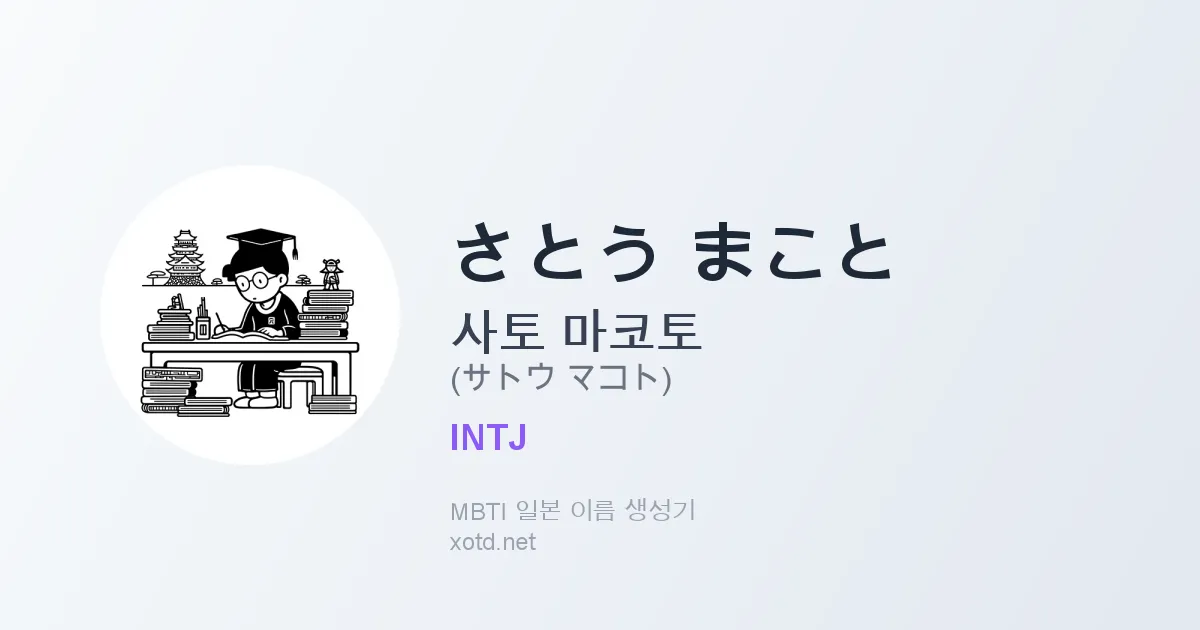 さとう まこと
사토 마코토
(サトウ マコト)
INTJ
MBTI 일본 이름 생성기
xotd.net